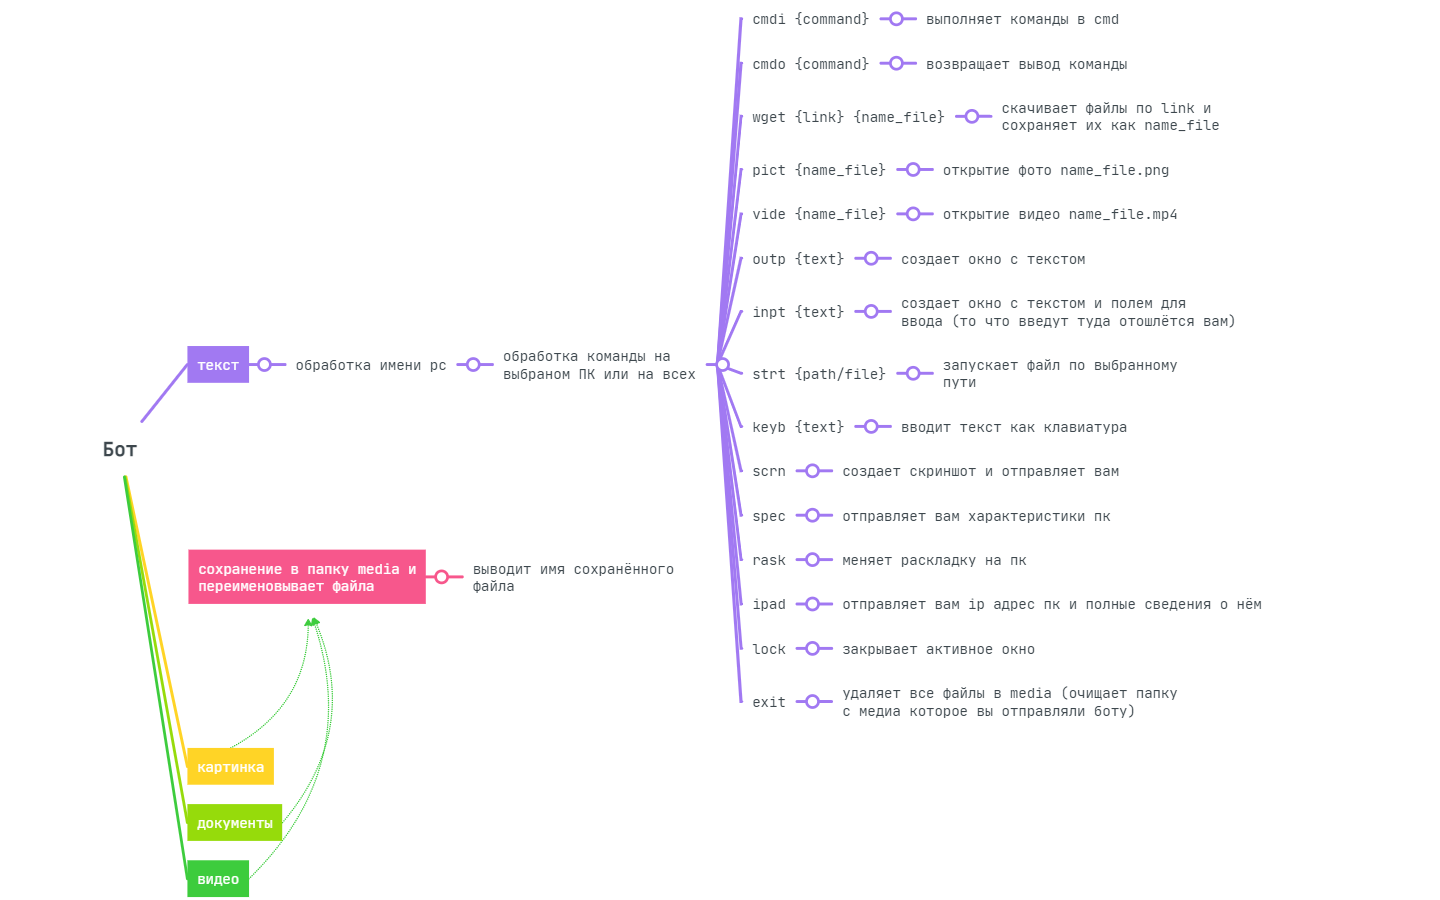 cmdi {command}
выполняет команды в cmd
cmdo {command}
возвращает вывод команды
wget {link} {name_file}
скачивает файлы по link и
сохраняет их как name_file
pict {name_file}
открытие фото name_file.png
vide {name_file}
открытие видео name_file.mp4
outp {text}
создает окно с текстом
inpt {text}
создает окно с текстом и полем для
ввода (то что введут туда отошлётся вам)
текст
обработка имени pc
обработка команды на
выбраном ПК или на всех
strt {path/file}
запускает файл по выбранному
пути
keyb {text}
вводит текст как клавиатура
Бот
scrn
создает скриншот и отправляет вам
spec
отправляет вам характеристики пк
rask
меняет раскладку на пк
сохранение в папку media и
переименовывает файла
выводит имя сохранённого
файла
ipad
отправляет вам ip адрес пк и полные сведения о нём
lock
закрывает активное окно
exit
удаляет все файлы в media (очищает папку
с медиа которое вы отправляли боту)
картинка
документы
видео